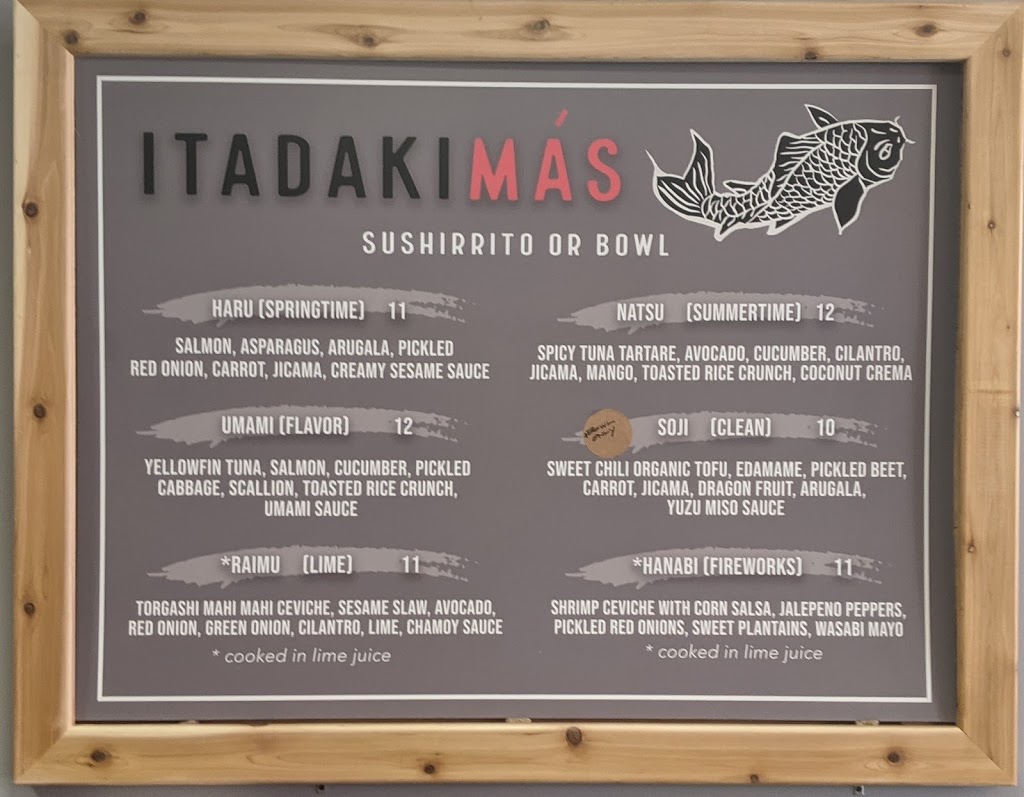 ITADAKIMÁS
SUSHIRRITO OR BOWL
HARU (SPRINGTIME) 11
SALMON, ASPARAGUS, ARUGALA, PICKLED
RED ONION, CARROT, JICAMA, CREAMY SESAME SAUCE
NATSU (SUMMERTIME) 12
SPICY TUNA TARTARE, AVOCADO, CUCUMBER, CILANTRO,
JICAMA, MANGO, TOASTED RICE CRUNCH, COCONUT CREMA
UMAMI (FLAVOR) 12
YELLOWFIN TUNA, SALMON, CUCUMBER, PICKLED
CABBAGE, SCALLION, TOASTED RICE CRUNCH,
UMAMI SAUCE
SOJI (CLEAN) 10
SWEET CHILI ORGANIC TOFU, EDAMAME, PICKLED BEET,
CARROT, JICAMA, DRAGON FRUIT, ARUGALA,
YUZU MISO SAUCE
*RAIMU (LIME) 11
TORGASHI MAHI MAHI CEVICHE, SESAME SLAW, AVOCADO,
RED ONION, GREEN ONION, CILANTRO, LIME, CHAMOY SAUCE
* cooked in lime juice
*HANABI (FIREWORKS) 11
SHRIMP CEVICHE WITH CORN SALSA, JALEPENO PEPPERS,
PICKLED RED ONIONS, SWEET PLANTAINS, WASABI MAYO
* cooked in lime juice